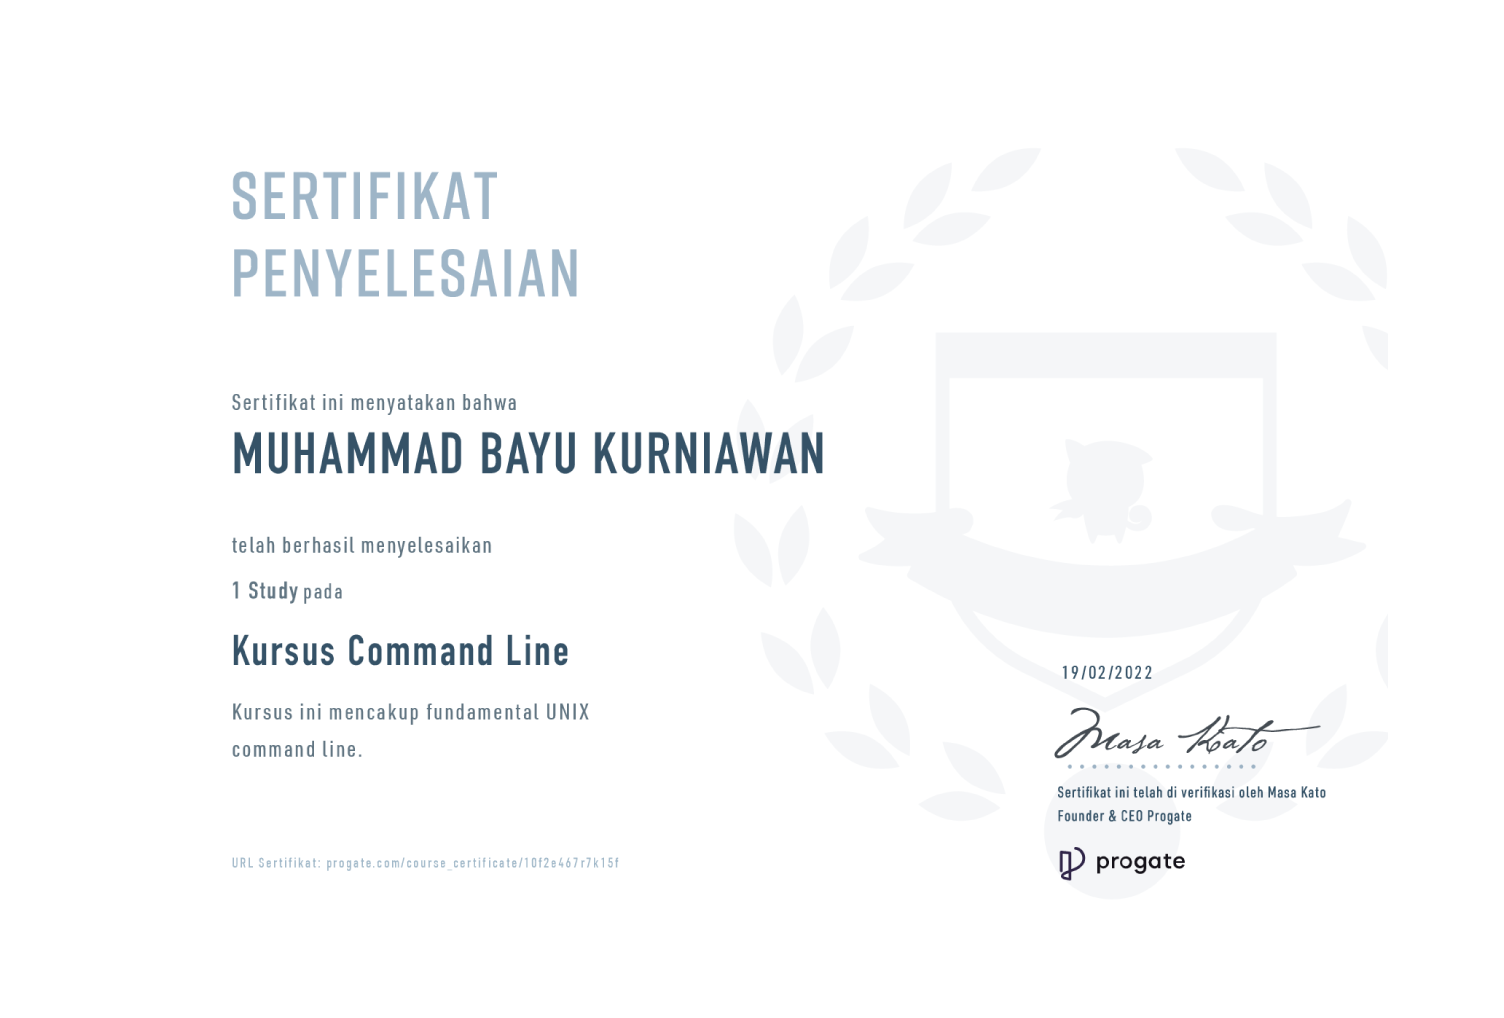 SERTIFIKAT
PENYELESAIAN
Sertifikat ini menyatakan bahwa
MUHAMMAD BAYU KURNIAWAN
telah berhasil menyelesaikan
1 Study pada
Kursus Command Line
Kursus ini mencakup fundamental UNIX
command line.
19/02/2022
Masa Kato
Sertifikat ini telah di verifikasi oleh Masa Kato
Founder & CEO Progate
URL Sertifikat: progate.com/course_certificate/10f2e467r7k15f
progate